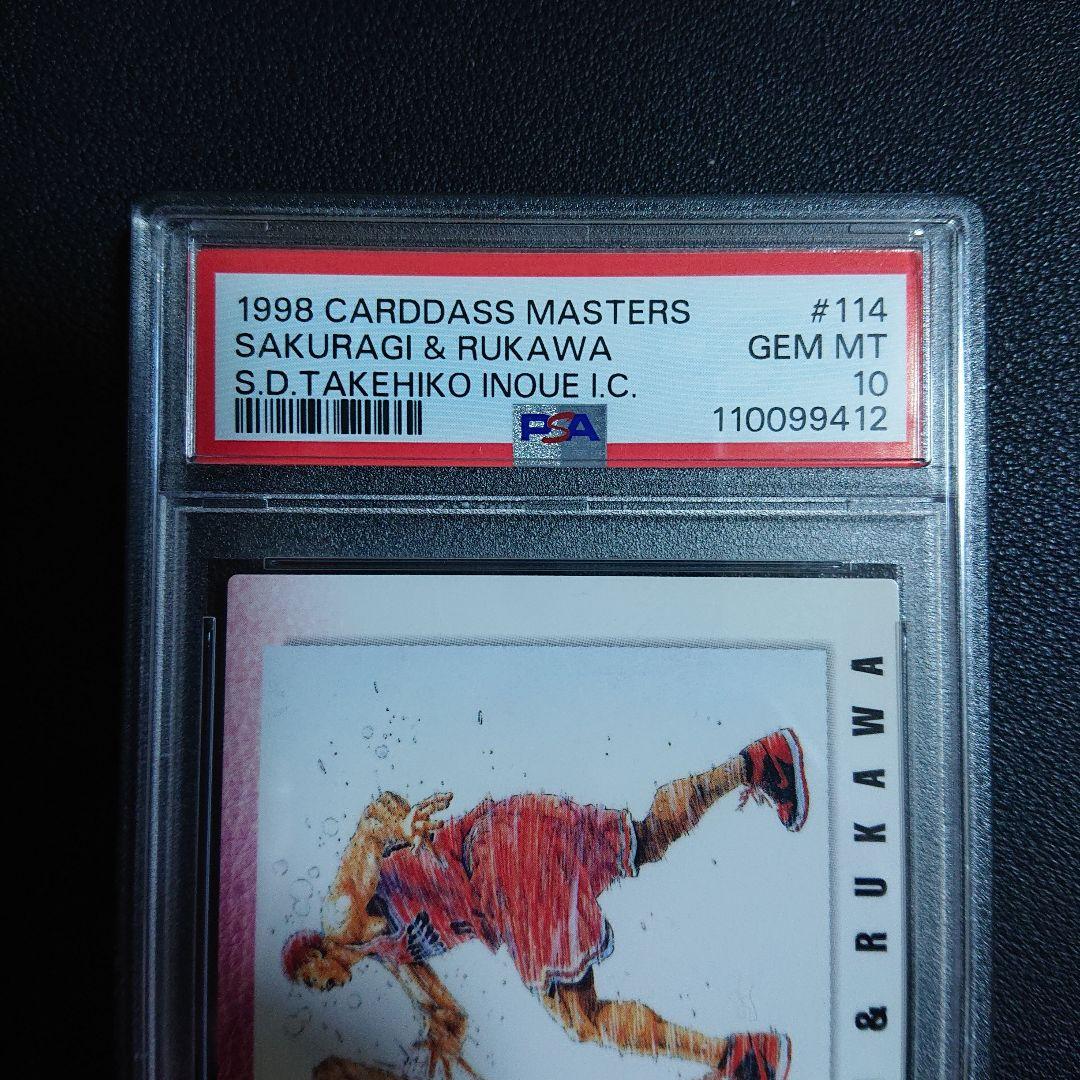 1998 CARDDASS MASTERS #114
SAKURAGI & RUKAWA GEM MT
S.D.TAKEHIKO INOUE I.C. 10
PSA 110099412
& RUKAWA